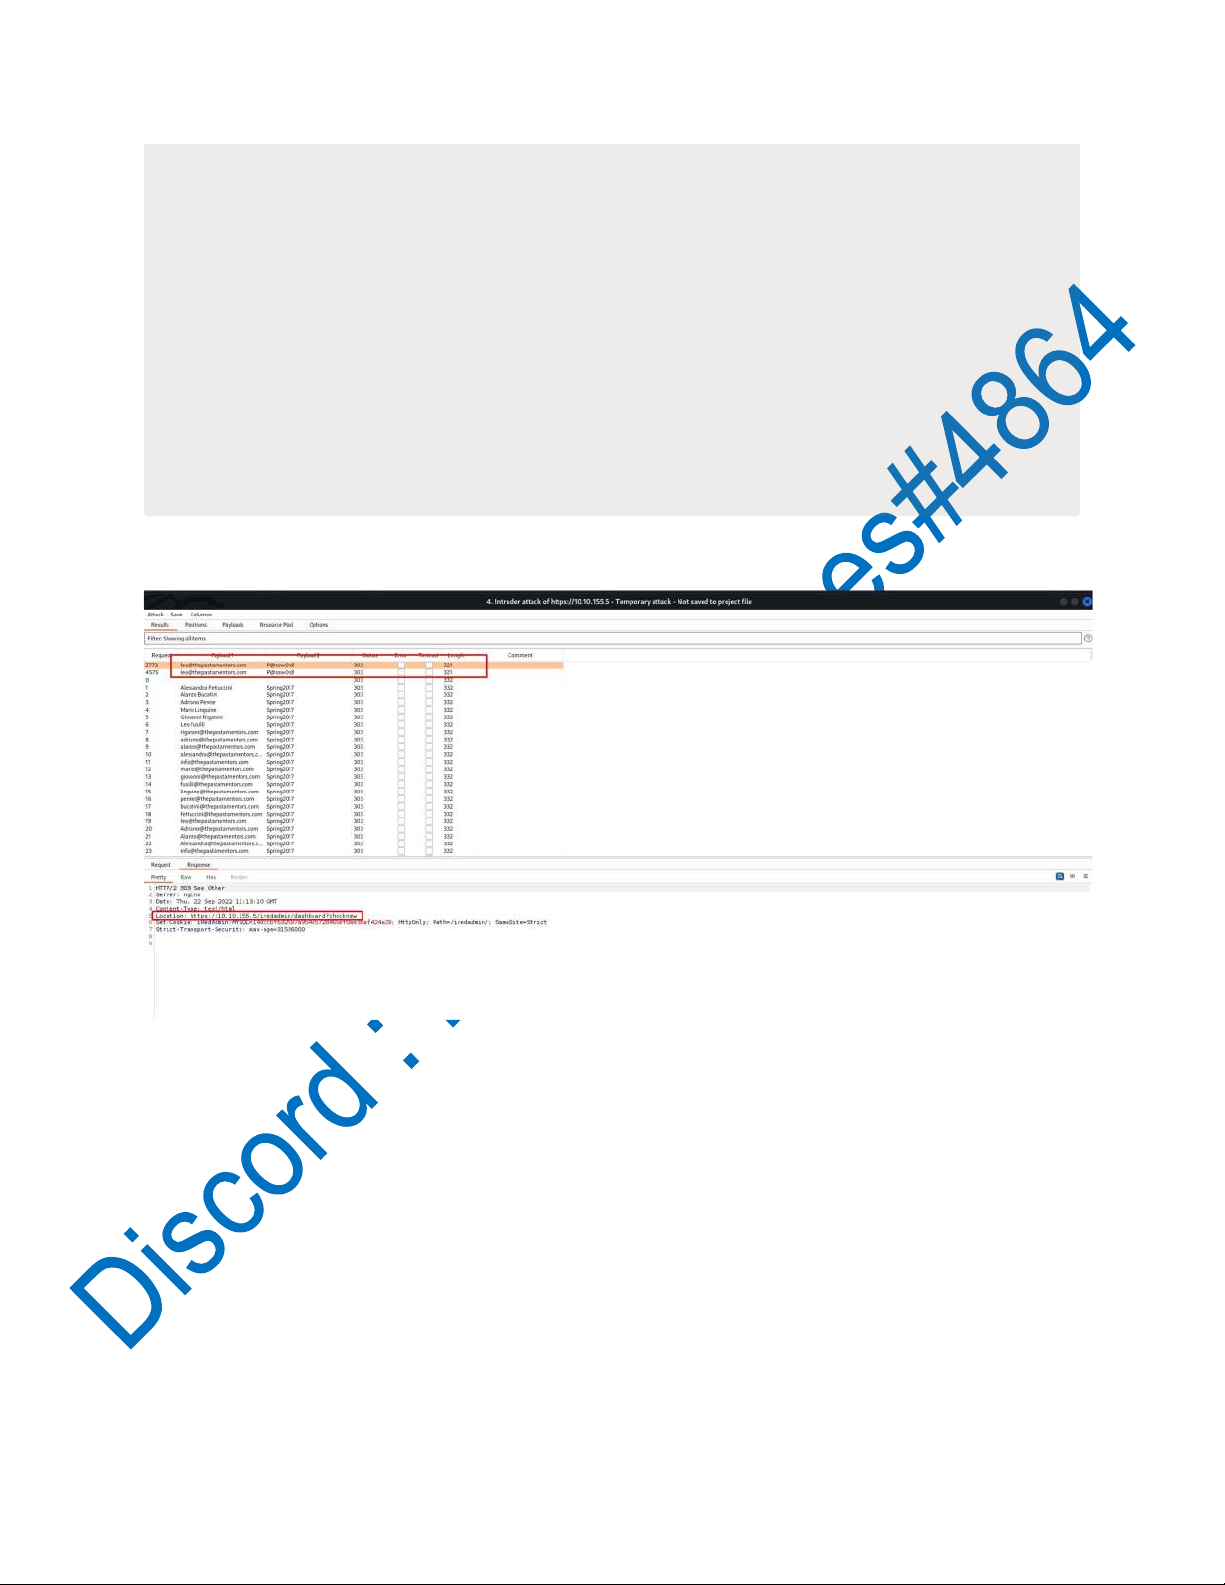 es#4864
4. Intruder attack of https://10.10.155.5 - Temporary attack - Not saved to project file
Attack Save Columns
Results Positions Payloads Resource Pool Options
Filter: Showing all items
Request Payload 1 Payload 2 Status Error Timeout Length Comment
2773 leo@thepastamentors.com 303 321
4575 leo@thepastamentors.com 303 321
0 303 332
1 Alessandra Fettuccini Spring2017 303 332
2 Alanzo Bucatini Spring2017 303 332
3 Adriano Penne Spring2017 303 332
4 Mario Linguine Spring2017 303 332
5 Giovanni Rigatoni Spring2017 303 332
6 Leo fusilli Spring2017 303 332
7 rigatoni@thepastamentors.com Spring2017 303 332
8 adriano@thepastamentors.com Spring2017 303 332
9 alanzo@thepastamentors.com Spring2017 303 332
10 alessandra@thepastamentors.c... Spring2017 303 332
11 info@thepastamentors.com Spring2017 303 332
12 mario@thepastamentors.com Spring2017 303 332
13 giovanni@thepastamentors.com Spring2017 303 332
14 fusilli@thepastamentors.com Spring2017 303 332
15 linguine@thepastamentors.com Spring2017 303 332
16 penne@thepastamentors.com Spring2017 303 332
17 bucatini@thepastamentors.com Spring2017 303 332
18 fettuccini@thepastamentors.com Spring2017 303 332
19 leo@thepastamentors.com Spring2017 303 332
20 Adriano@thepastamentors.com Spring2017 303 332
21 Alanzo@thepastamentors.com Spring2017 303 332
22 Alessandra@thepastamentors.c... Spring2017 303 332
23 info@thepastamentors.com Spring2017 303 332
Request Response
Pretty Raw Hex Render
1 HTTP/2 303 See Other
2 Server: nginx
3 Date: Thu, 22 Sep 2022 GMT
4 Content-Type: text/html
5 Location: https://10.10.155.5/iredadmin/dashboard?checknew
6 Set-Cookie: HttpOnly; Path=/iredadmin/; SameSite=Strict
7 Strict-Transport-Security: max-age=31536000
8
9
Discord :